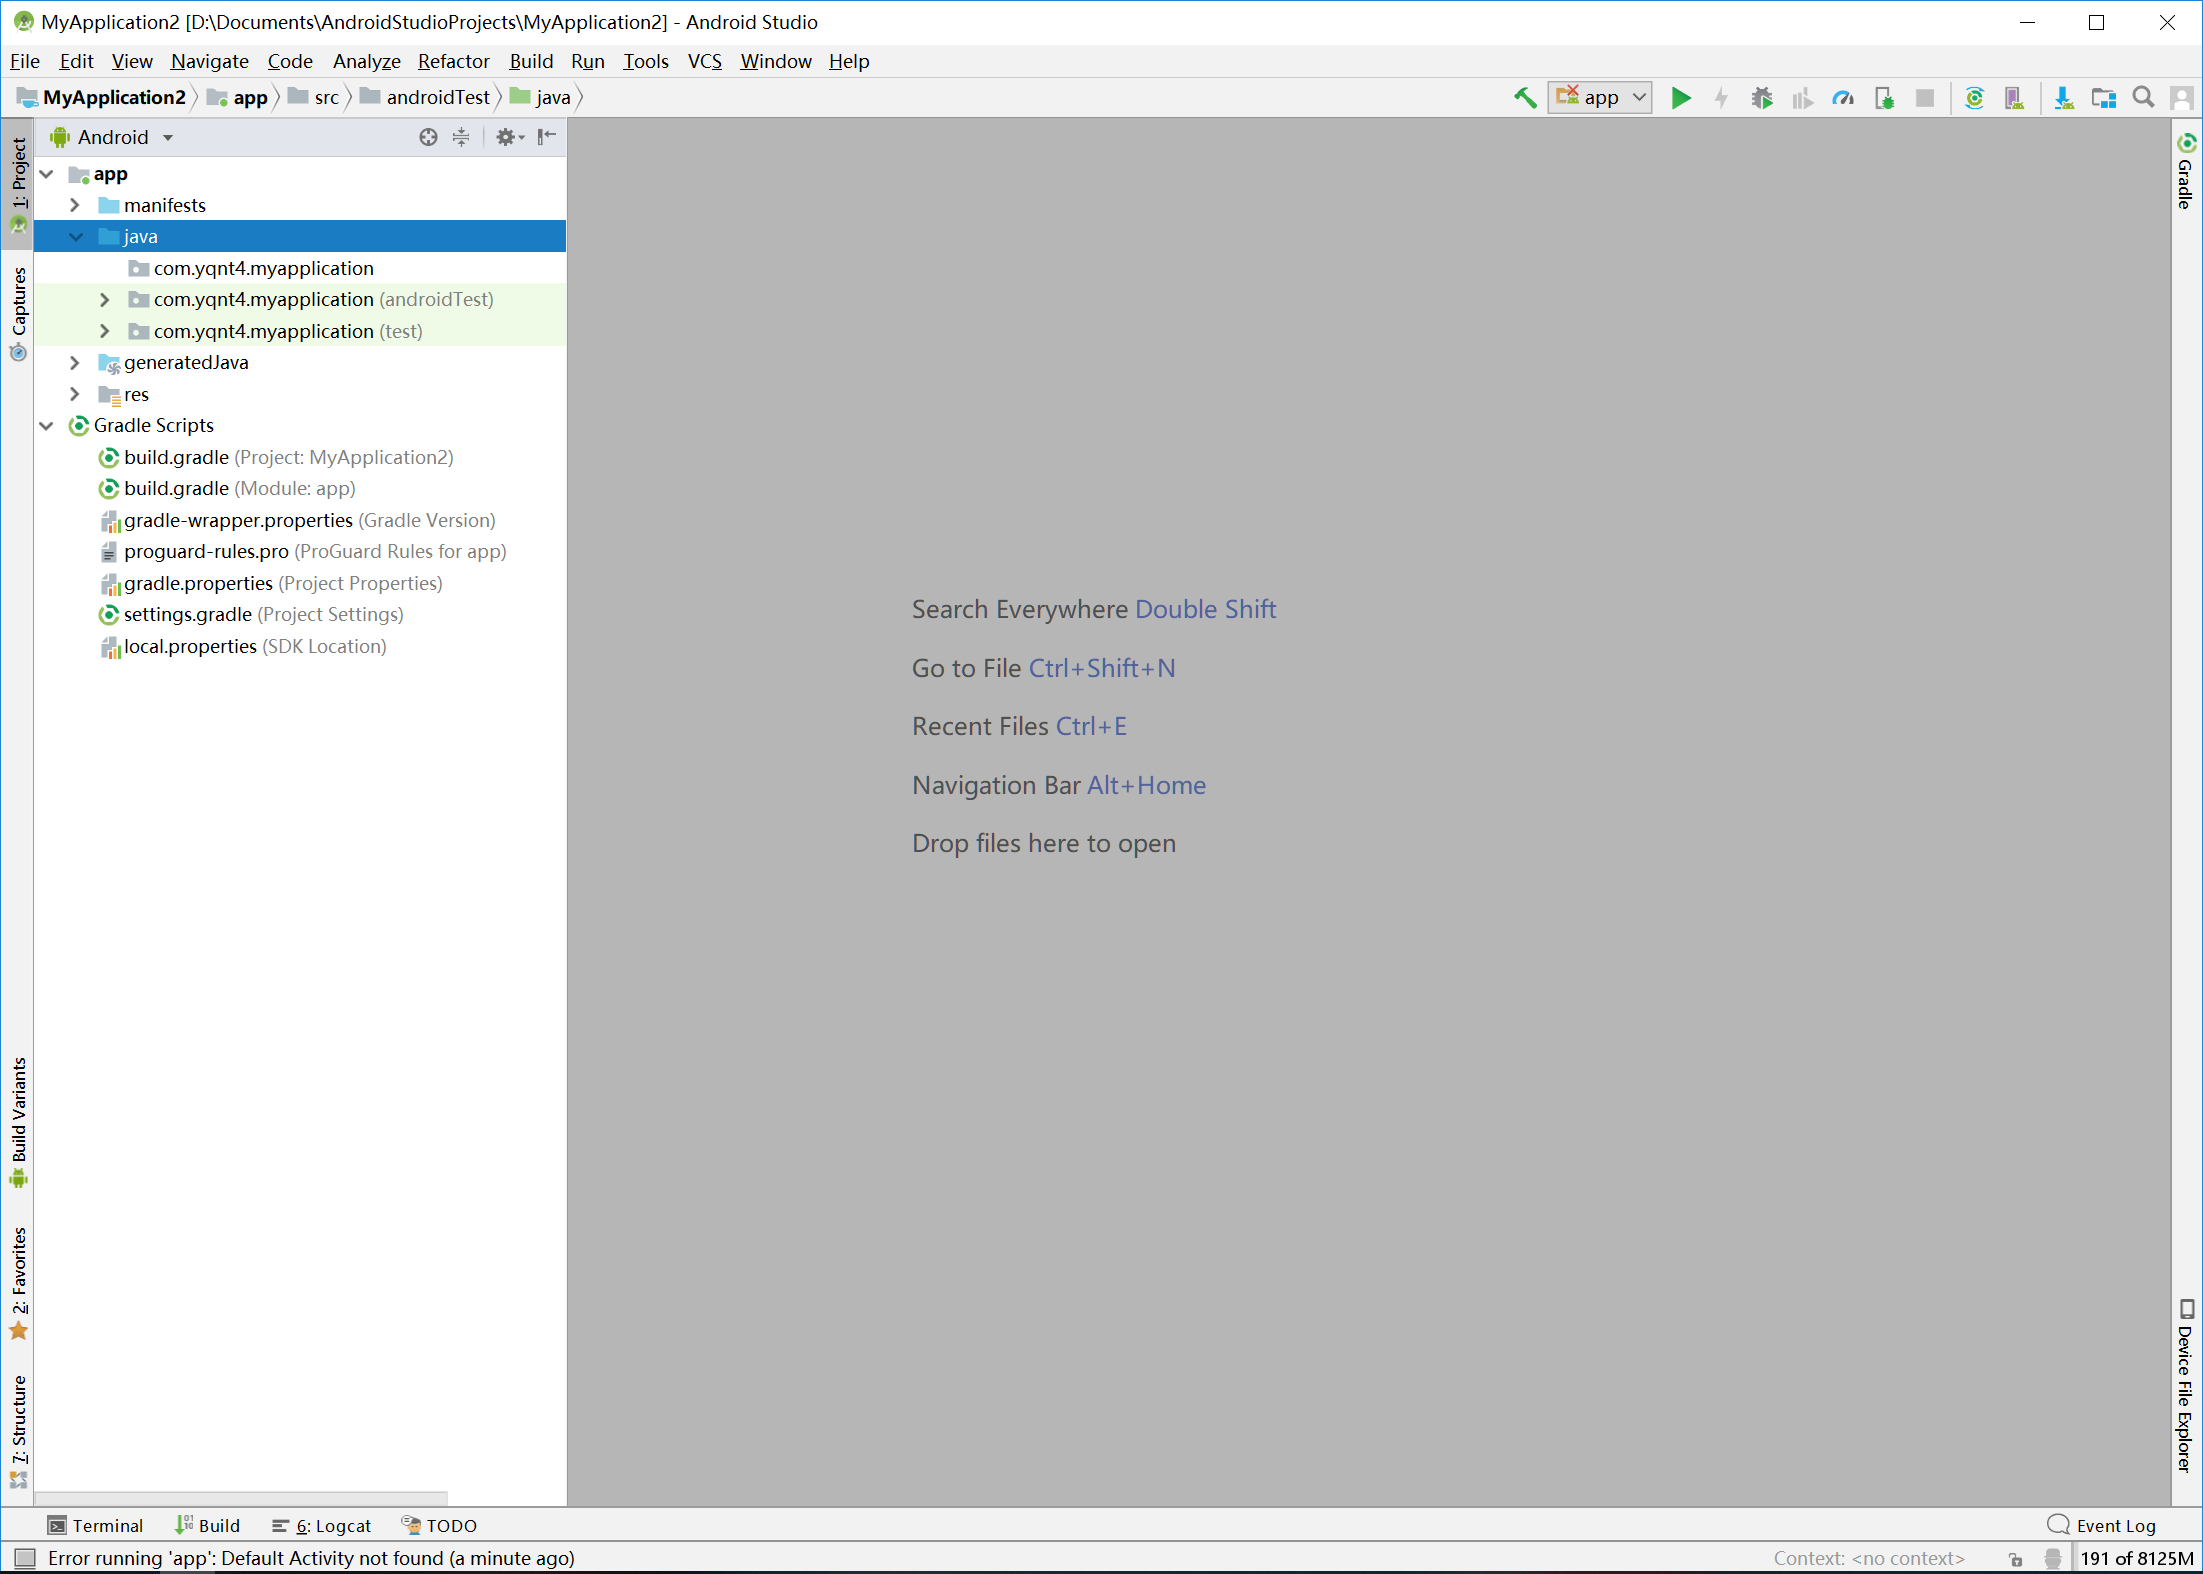 MyApplication2 [D:\Documents\AndroidStudioProjects\MyApplication2] - Android Studio
File Edit View Navigate Code Analyze Refactor Build Run Tools VCS Window Help
MyApplication2 app src androidTest java
app
Android
1: Project
Captures
Build Variants
2: Favorites
7: Structure
app
manifests
java
com.yqnt4.myapplication
com.yqnt4.myapplication (androidTest)
com.yqnt4.myapplication (test)
generatedJava
res
Gradle Scripts
build.gradle (Project: MyApplication2)
build.gradle (Module: app)
gradle-wrapper.properties (Gradle Version)
proguard-rules.pro (ProGuard Rules for app)
gradle.properties (Project Properties)
settings.gradle (Project Settings)
local.properties (SDK Location)
Search Everywhere Double Shift
Go to File Ctrl+Shift+N
Recent Files Ctrl+E
Navigation Bar Alt+Home
Drop files here to open
Gradle
Device File Explorer
Terminal Build 6: Logcat TODO
Event Log
Error running 'app': Default Activity not found (a minute ago)
Context: <no context>
191 of 8125M